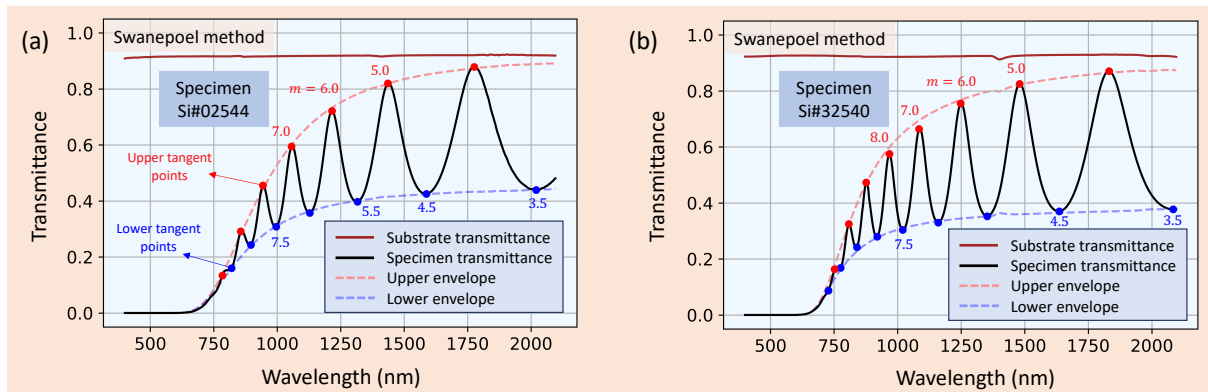 (a)
Swanepoel method
Specimen
Si#02544
Upper tangent
points
Lower tangent
points
7.0
m = 6.0
5.0
7.5
5.5
4.5
3.5
Substrate transmittance
Specimen transmittance
Upper envelope
Lower envelope
Transmittance
1.0
0.8
0.6
0.4
0.2
0.0
500
750
1000
1250
1500
1750
2000
Wavelength (nm)
(b)
Swanepoel method
Specimen
Si#32540
8.0
7.0
m = 6.0
5.0
7.5
4.5
3.5
Substrate transmittance
Specimen transmittance
Upper envelope
Lower envelope
Transmittance
1.0
0.8
0.6
0.4
0.2
0.0
500
750
1000
1250
1500
1750
2000
Wavelength (nm)